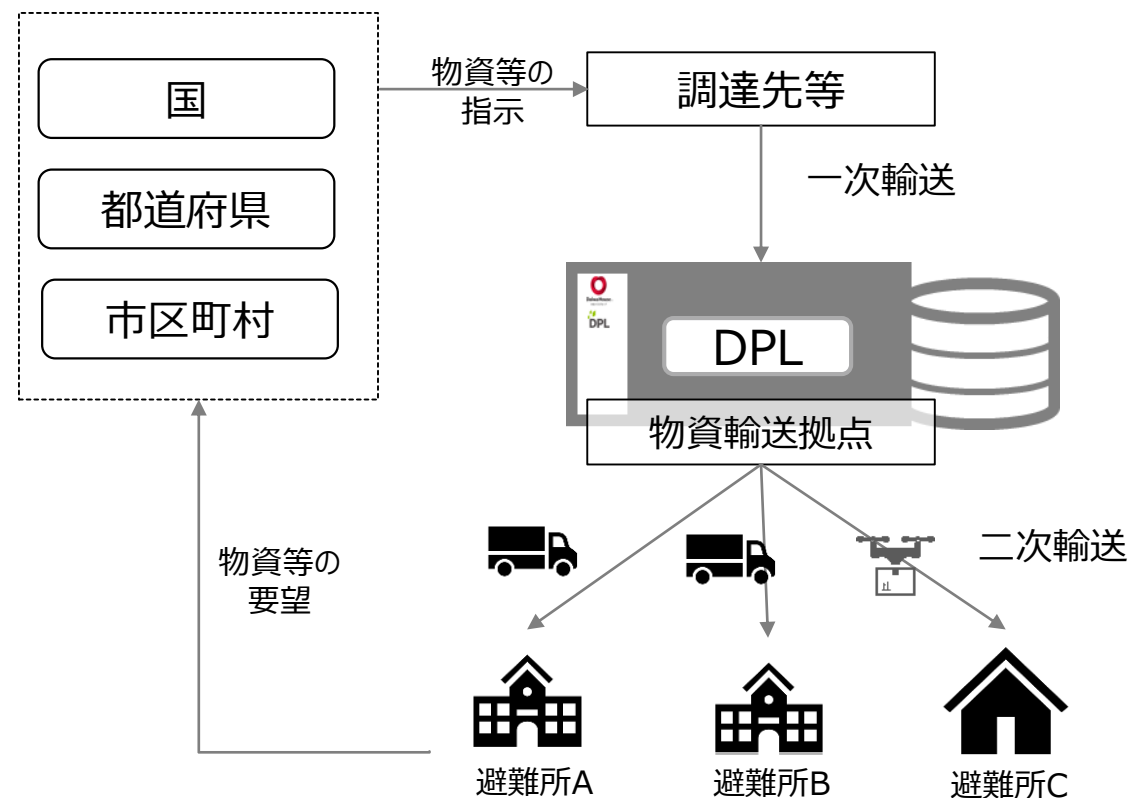 国
都道府県
市区町村
物資等の
指示
調達先等
一次輸送
DPL
DPL
物資輸送拠点
二次輸送
物資等の
要望
避難所A
避難所B
避難所C